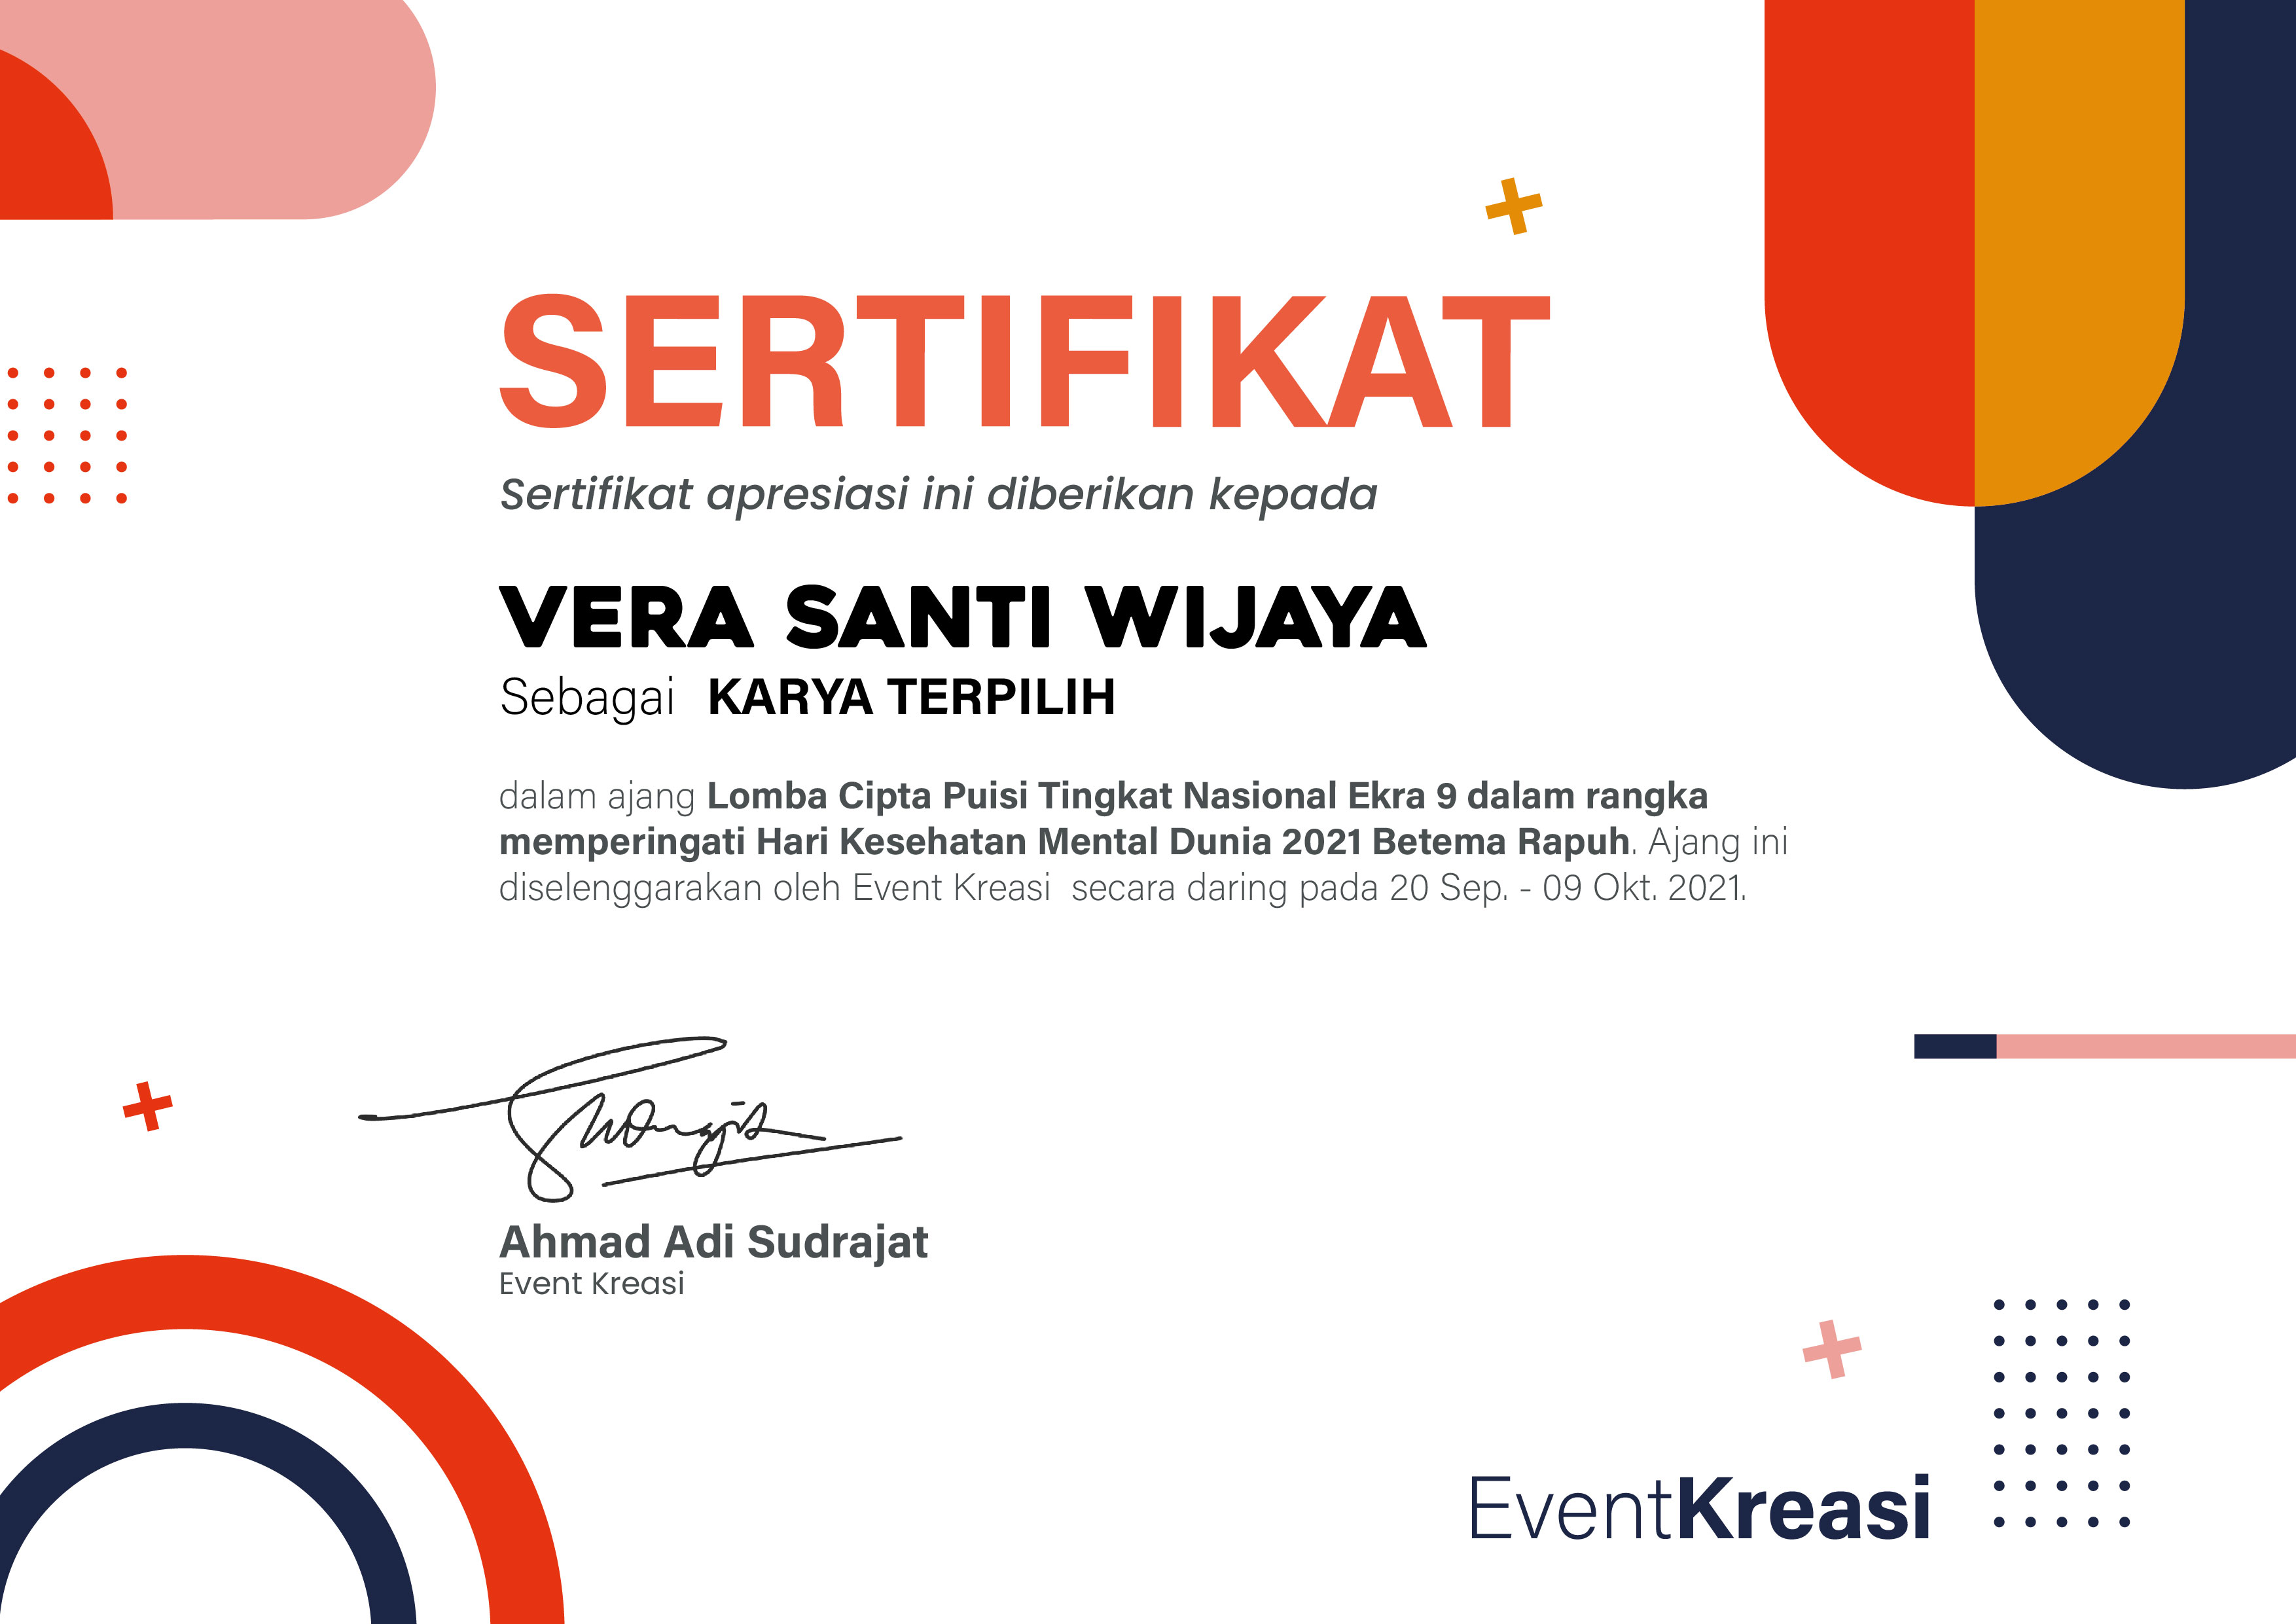 SERTIFIKAT
Sertifikat apresiasi ini diberikan kepada
VERA SANTI WIJAYA
Sebagai KARYA TERPILIH
dalam ajang Lomba Cipta Puisi Tingkat Nasional Ekra 9 dalam rangka
memperingati Hari Kesehatan Mental Dunia 2021 Betema Rapuh. Ajang ini
diselenggarakan oleh Event Kreasi secara daring pada 20 Sep. - 09 Okt. 2021.
Ahmad Adi Sudrajat
Event Kreasi
EventKreasi